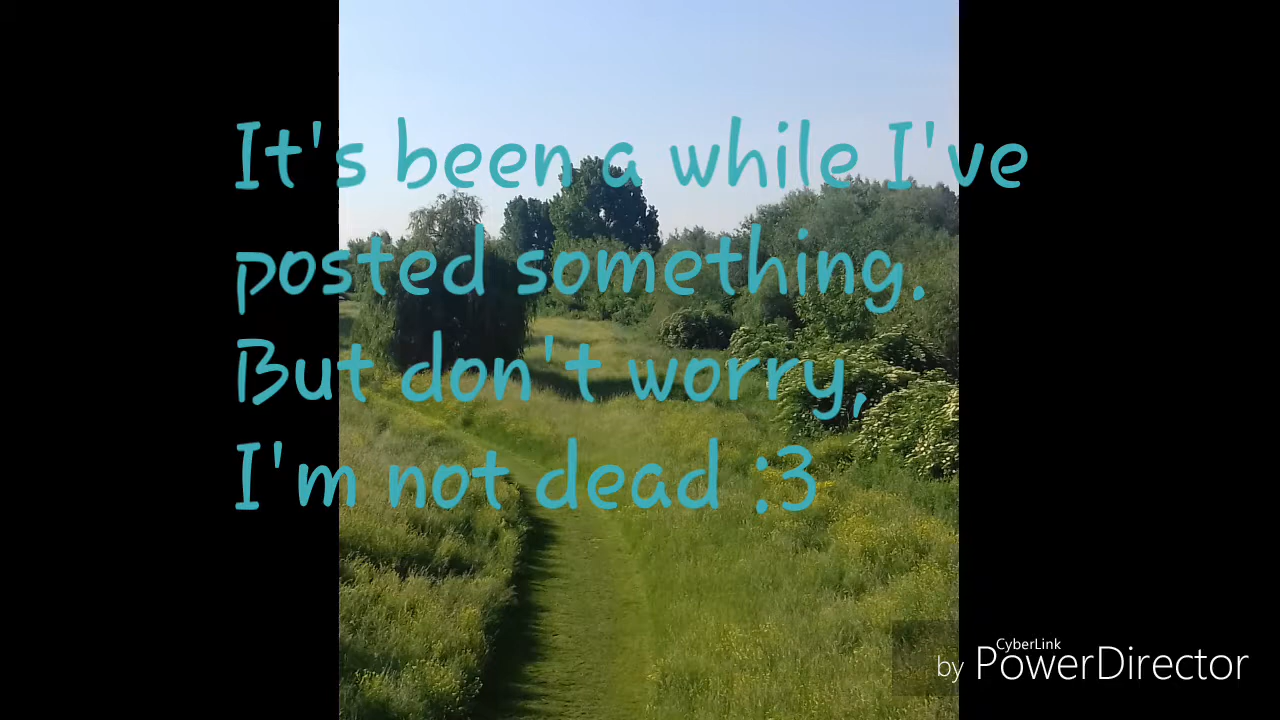 It's been a while I've
posted something.
But don't worry,
I'm not dead :3
CyberLink
by PowerDirector